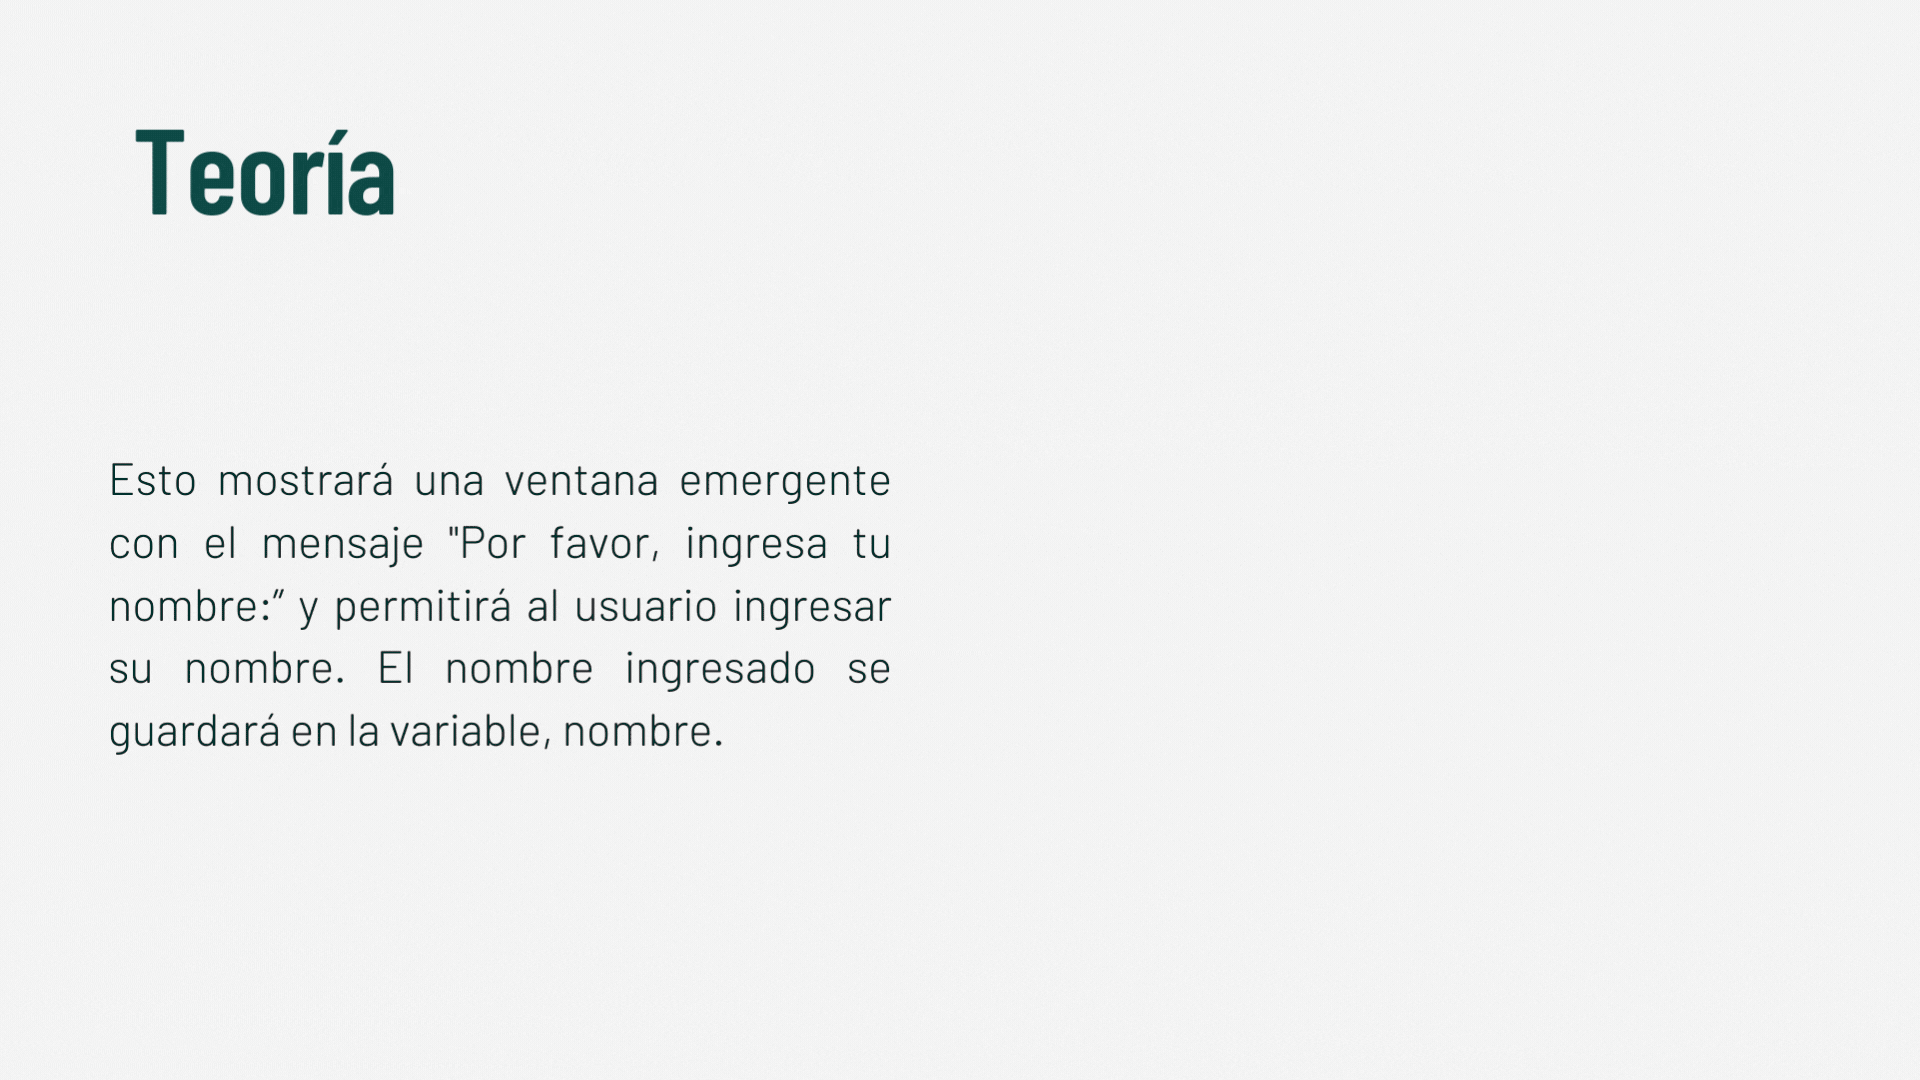 Teoría
Esto mostrará una ventana emergente
con el mensaje "Por favor, ingresa tu
nombre:” y permitirá al usuario ingresar
su nombre. El nombre ingresado se
guardará en la variable, nombre.